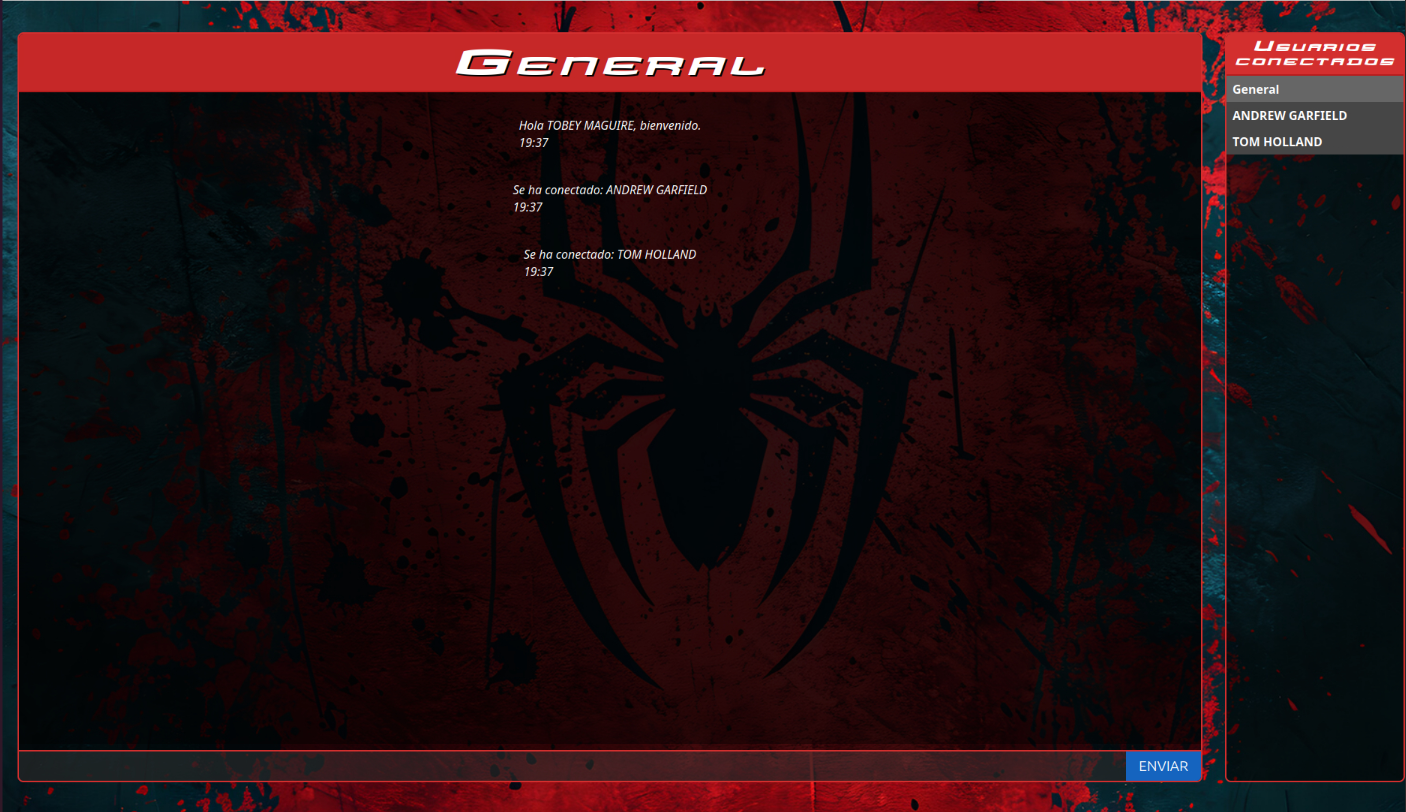 General
Hola TOBEY MAGUIRE, bienvenido.
19:37
Se ha conectado: ANDREW GARFIELD
19:37
Se ha conectado: TOM HOLLAND
19:37
ENVIAR
Usuarios
conectados
General
ANDREW GARFIELD
TOM HOLLAND